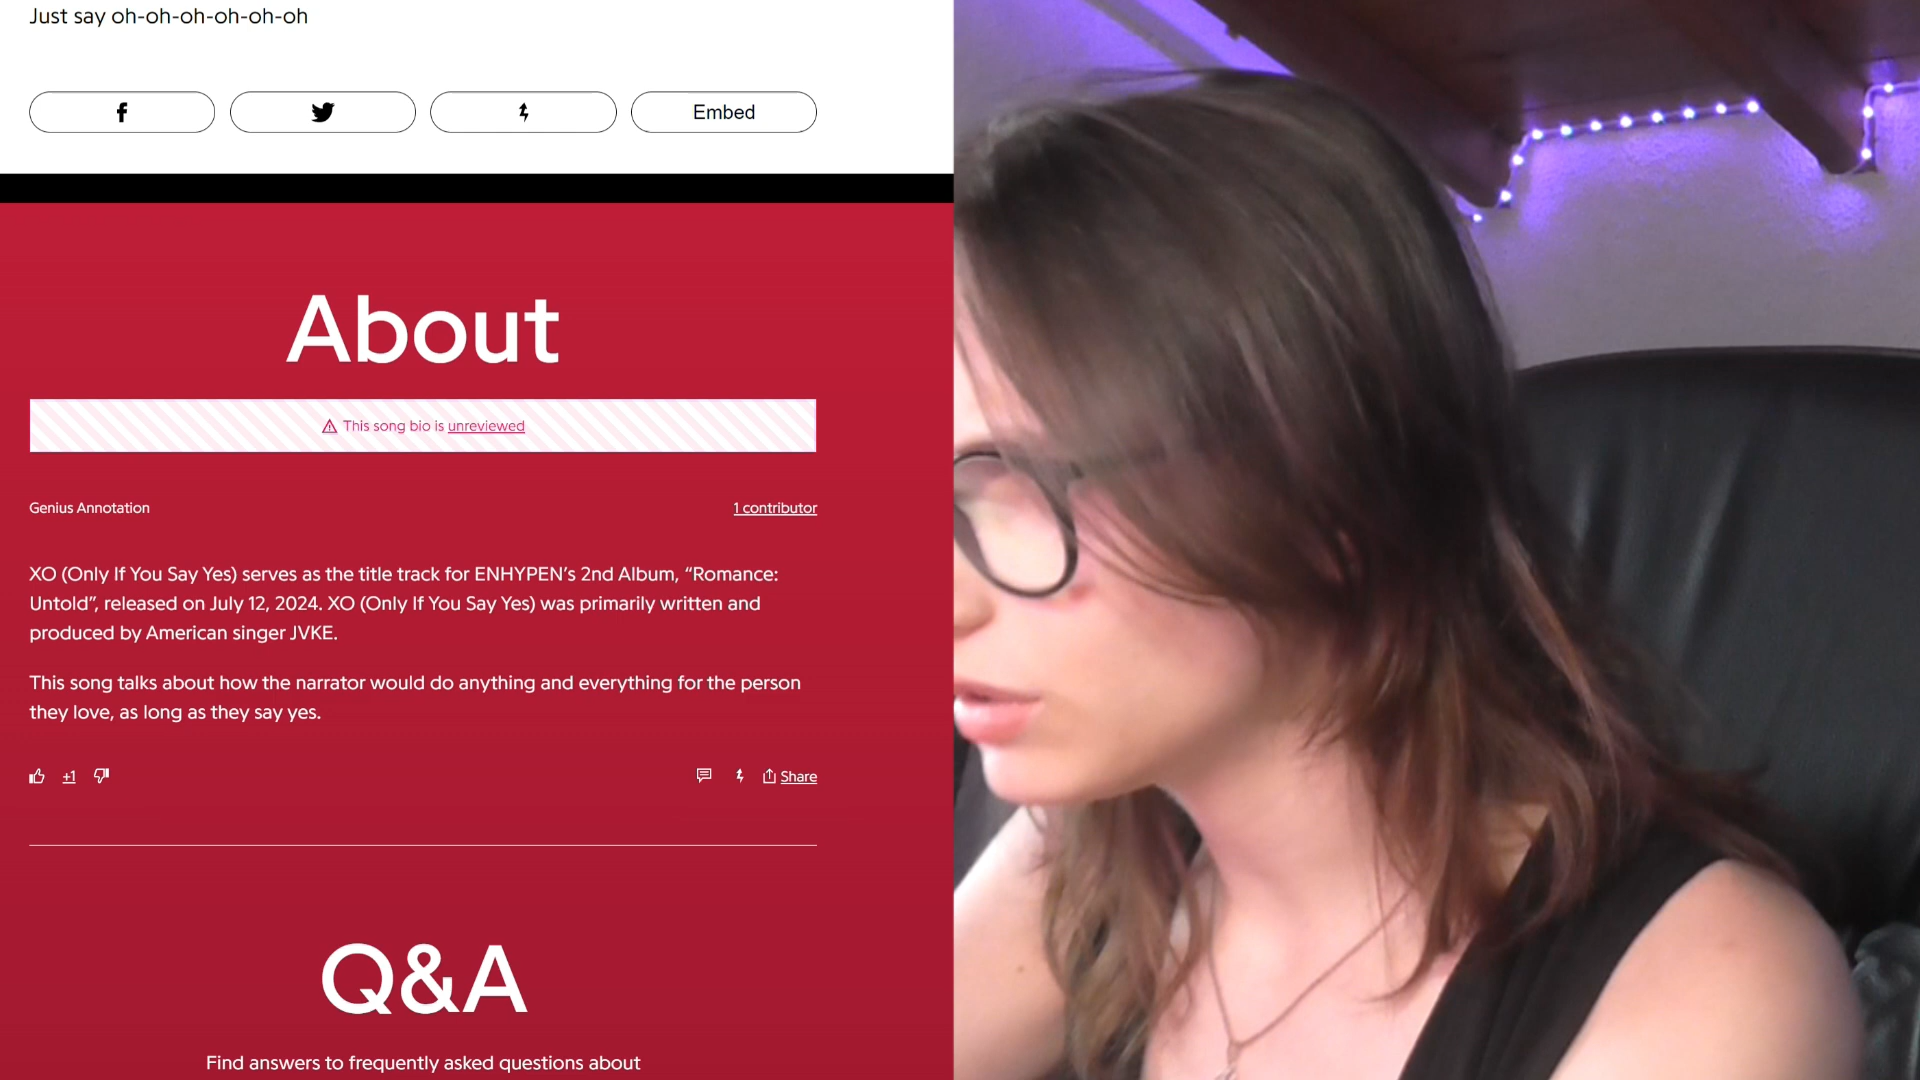 Just say oh-oh-oh-oh-oh-oh
Embed
About
This song bio is unreviewed
Genius Annotation
1 contributor
XO (Only If You Say Yes) serves as the title track for ENHYPEN’s 2nd Album, “Romance:
Untold”, released on July 12, 2024. XO (Only If You Say Yes) was primarily written and
produced by American singer JVKE.
This song talks about how the narrator would do anything and everything for the person
they love, as long as they say yes.
+1
Share
Q&A
Find answers to frequently asked questions about